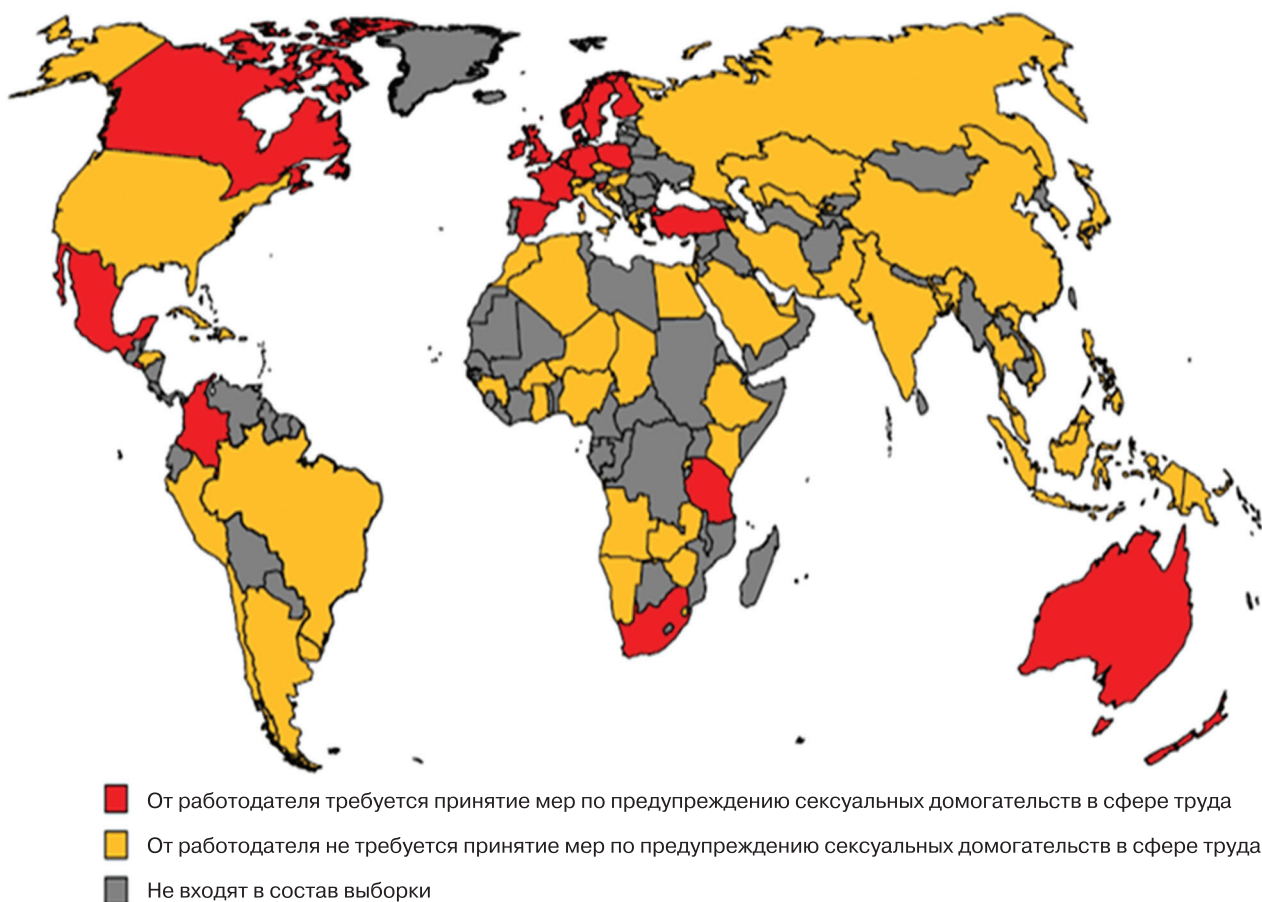 От работодателя требуется принятие мер по предупреждению сексуальных домогательств в сфере труда
От работодателя не требуется принятие мер по предупреждению сексуальных домогательств в сфере труда
Не входят в состав выборки